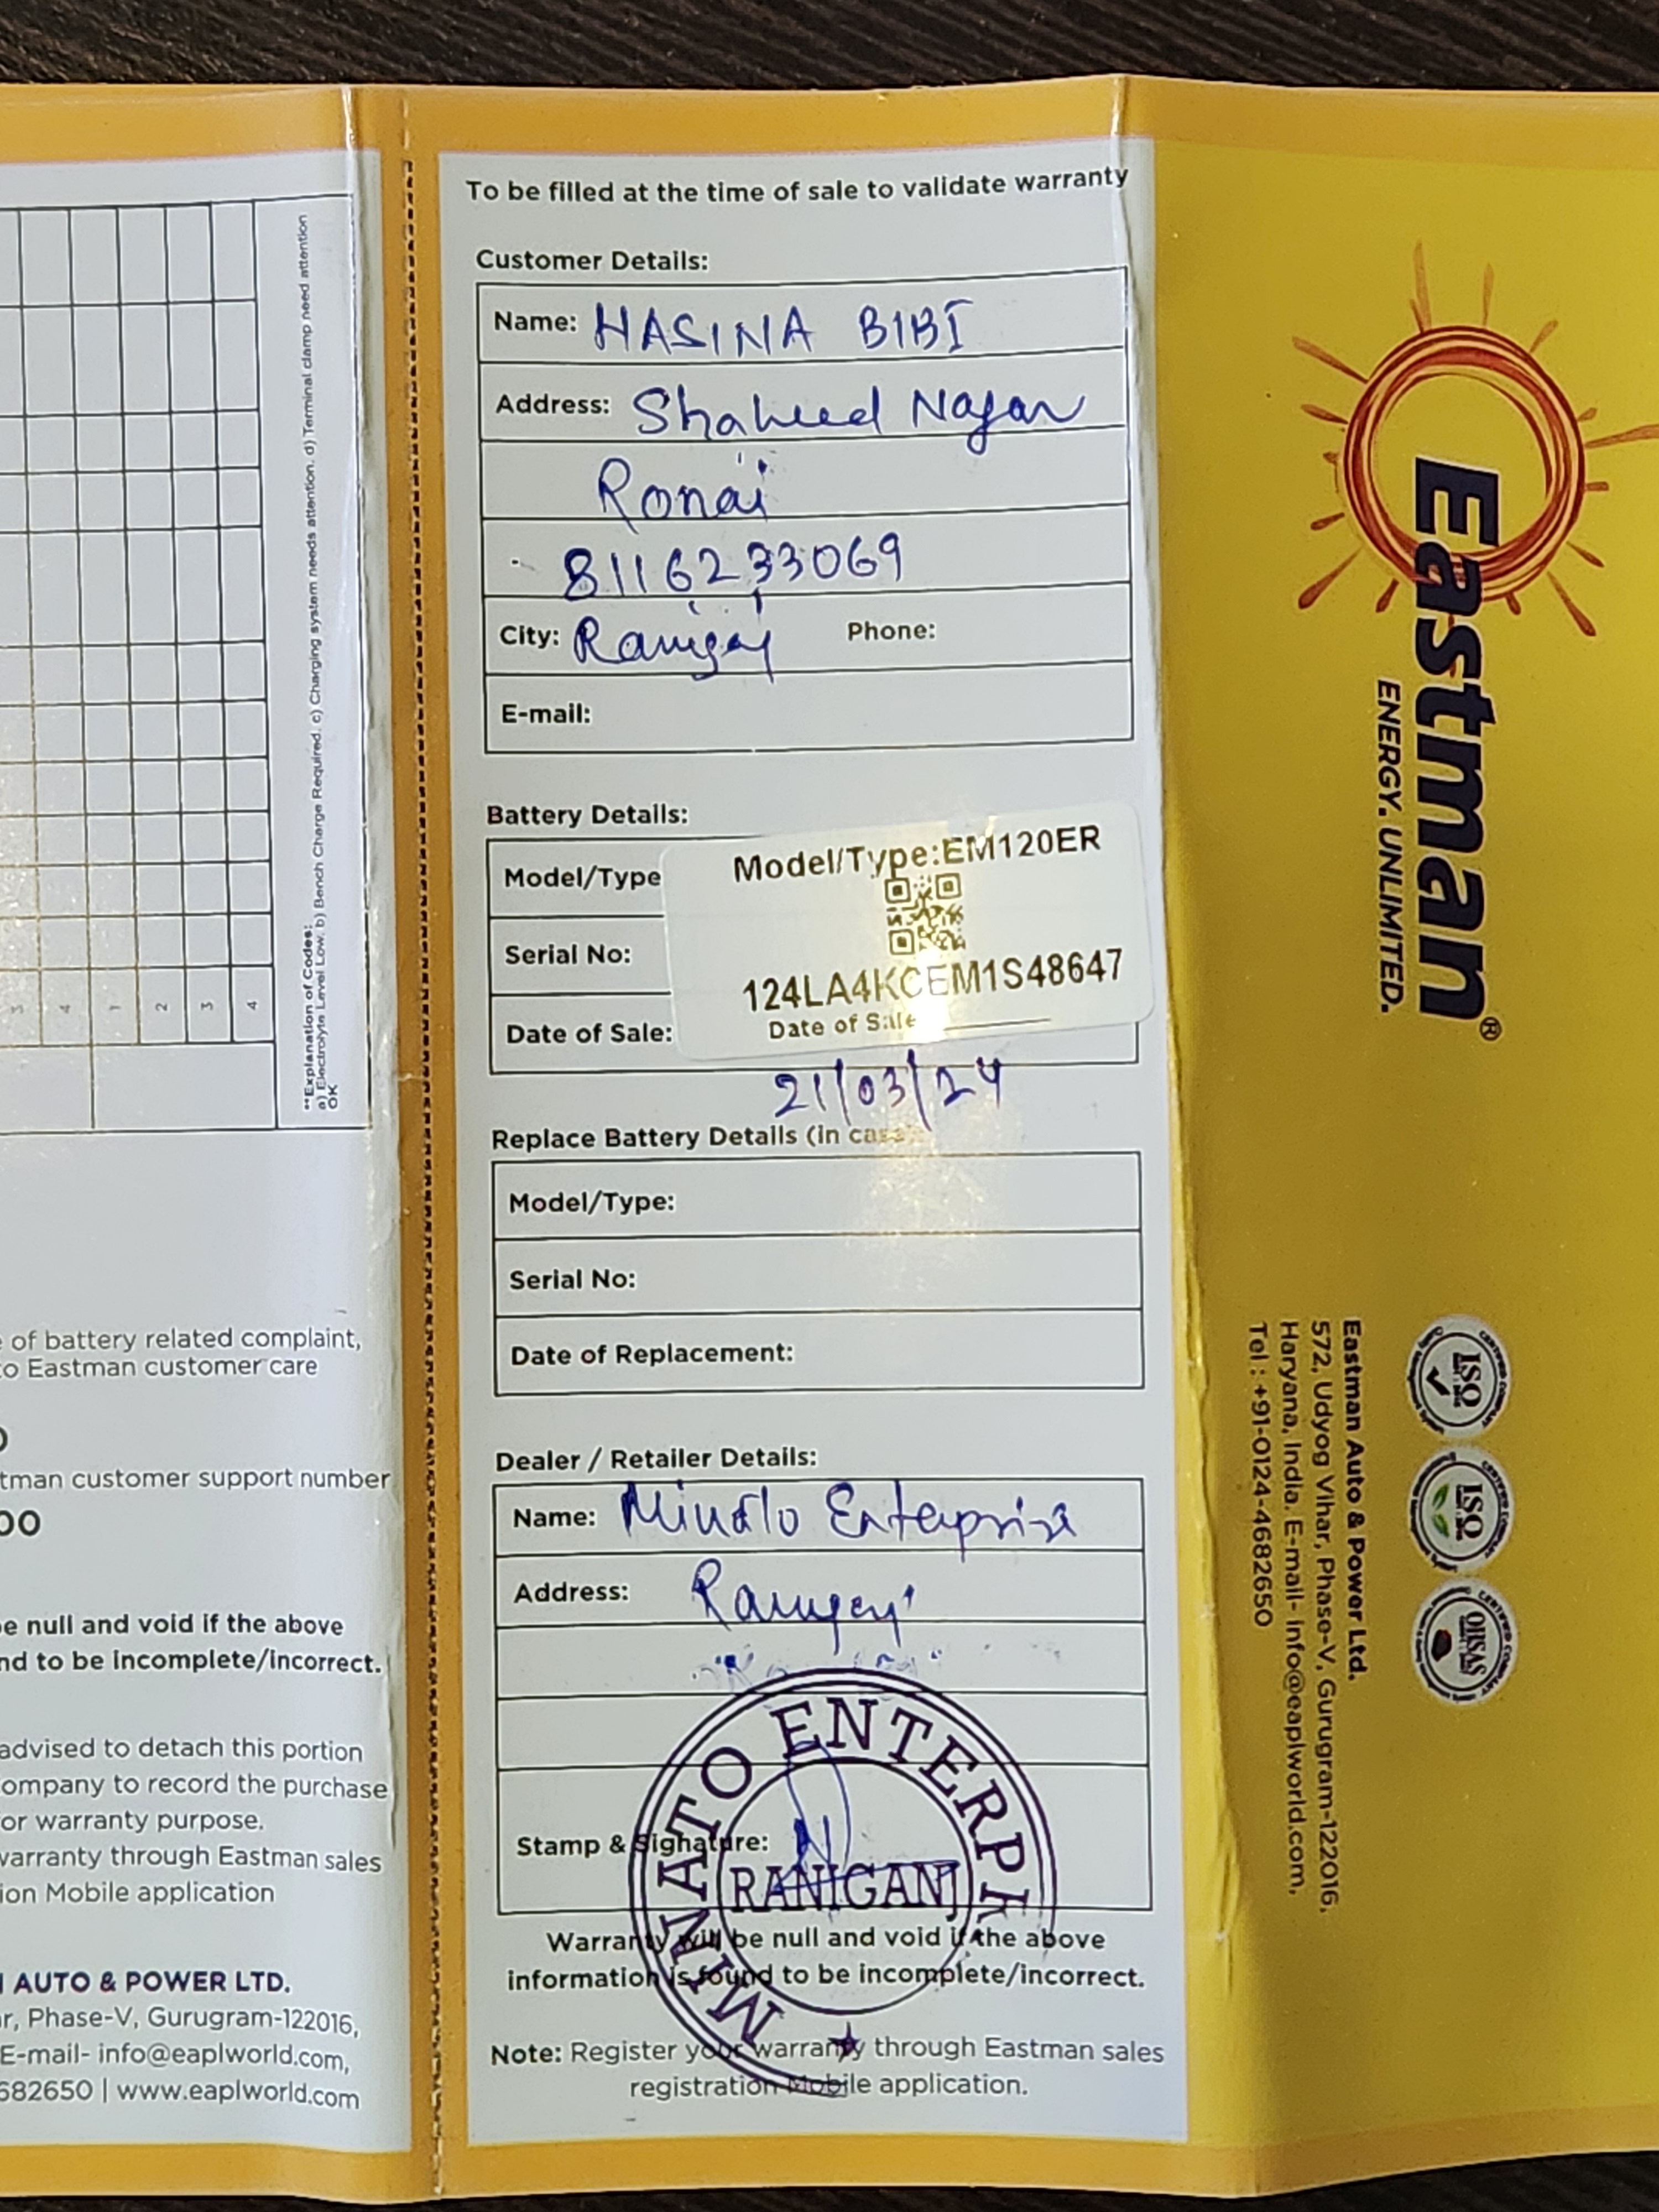 3
4
1
2
3
4
**Explanation of Codes:
a) Electrolyte Level Low. b) Bench Charge Required. c) Charging system needs attention. d) Terminal clamp need attention
OK
of battery related complaint,
to Eastman customer care
tman customer support number
00
be null and void if the above
nd to be incomplete/incorrect.
advised to detach this portion
ompany to record the purchase
or warranty purpose.
warranty through Eastman sales
ion Mobile application
AUTO & POWER LTD.
r, Phase-V, Gurugram-122016,
E-mail- info@eaplworld.com,
682650 | www.eaplworld.com
To be filled at the time of sale to validate warranty
Customer Details:
Name: HASINA BIBI
Address: Shaheed Nagar
Ronai
8116233069
City: Raniganj Phone:
E-mail:
Battery Details:
Model/Type
Model/Type:EM120ER
Serial No:
124LA4KCEM1S48647
Date of Sale:
Date of Sale
21/03/24
Replace Battery Details (in case)
Model/Type:
Serial No:
Date of Replacement:
Dealer / Retailer Details:
Name: Enterprise
Address: Raniganj
Stamp & Signature:
ENTERPRI
RANIGANJ
Warranty will be null and void if the above
information is found to be incomplete/incorrect.
Note: Register your warranty through Eastman sales
registration Mobile application.
Eastman®
ENERGY. UNLIMITED.
CERTIFIED COMPANY
ISO
CERTIFIED COMPANY
ISO
CERTIFIED COMPANY
OHSAS
Eastman Auto & Power Ltd.
572, Udyog Vihar, Phase-V, Gurugram-122016,
Haryana, India. E-mail- info@eaplworld.com,
Tel : +91-0124-4682650